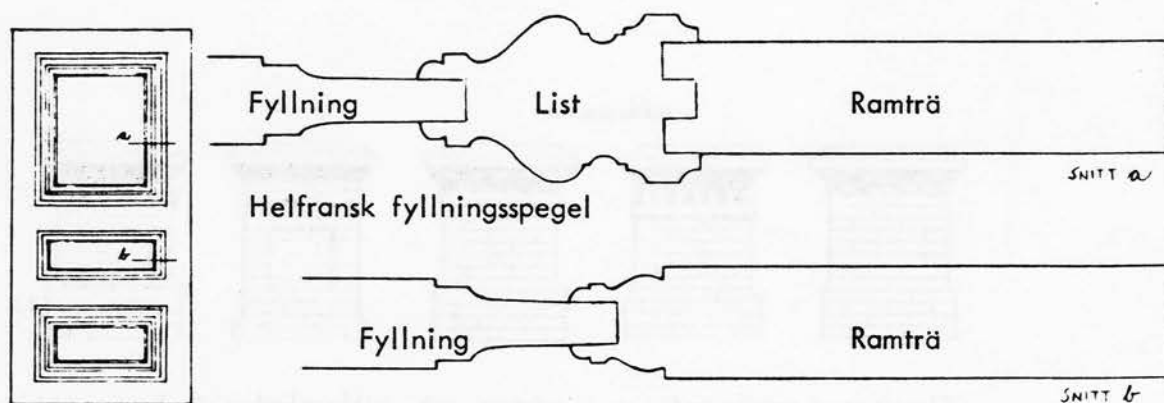 a
b
Fyllning
List
Ramträ
SNITT a
Helfransk fyllningsspegel
Fyllning
Ramträ
SNITT b